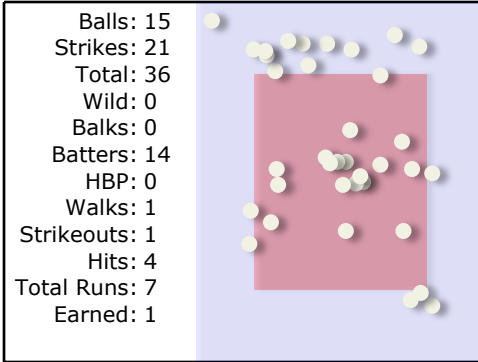 Balls: 15
Strikes: 21
Total: 36
Wild: 0
Balks: 0
Batters: 14
HBP: 0
Walks: 1
Strikeouts: 1
Hits: 4
Total Runs: 7
Earned: 1